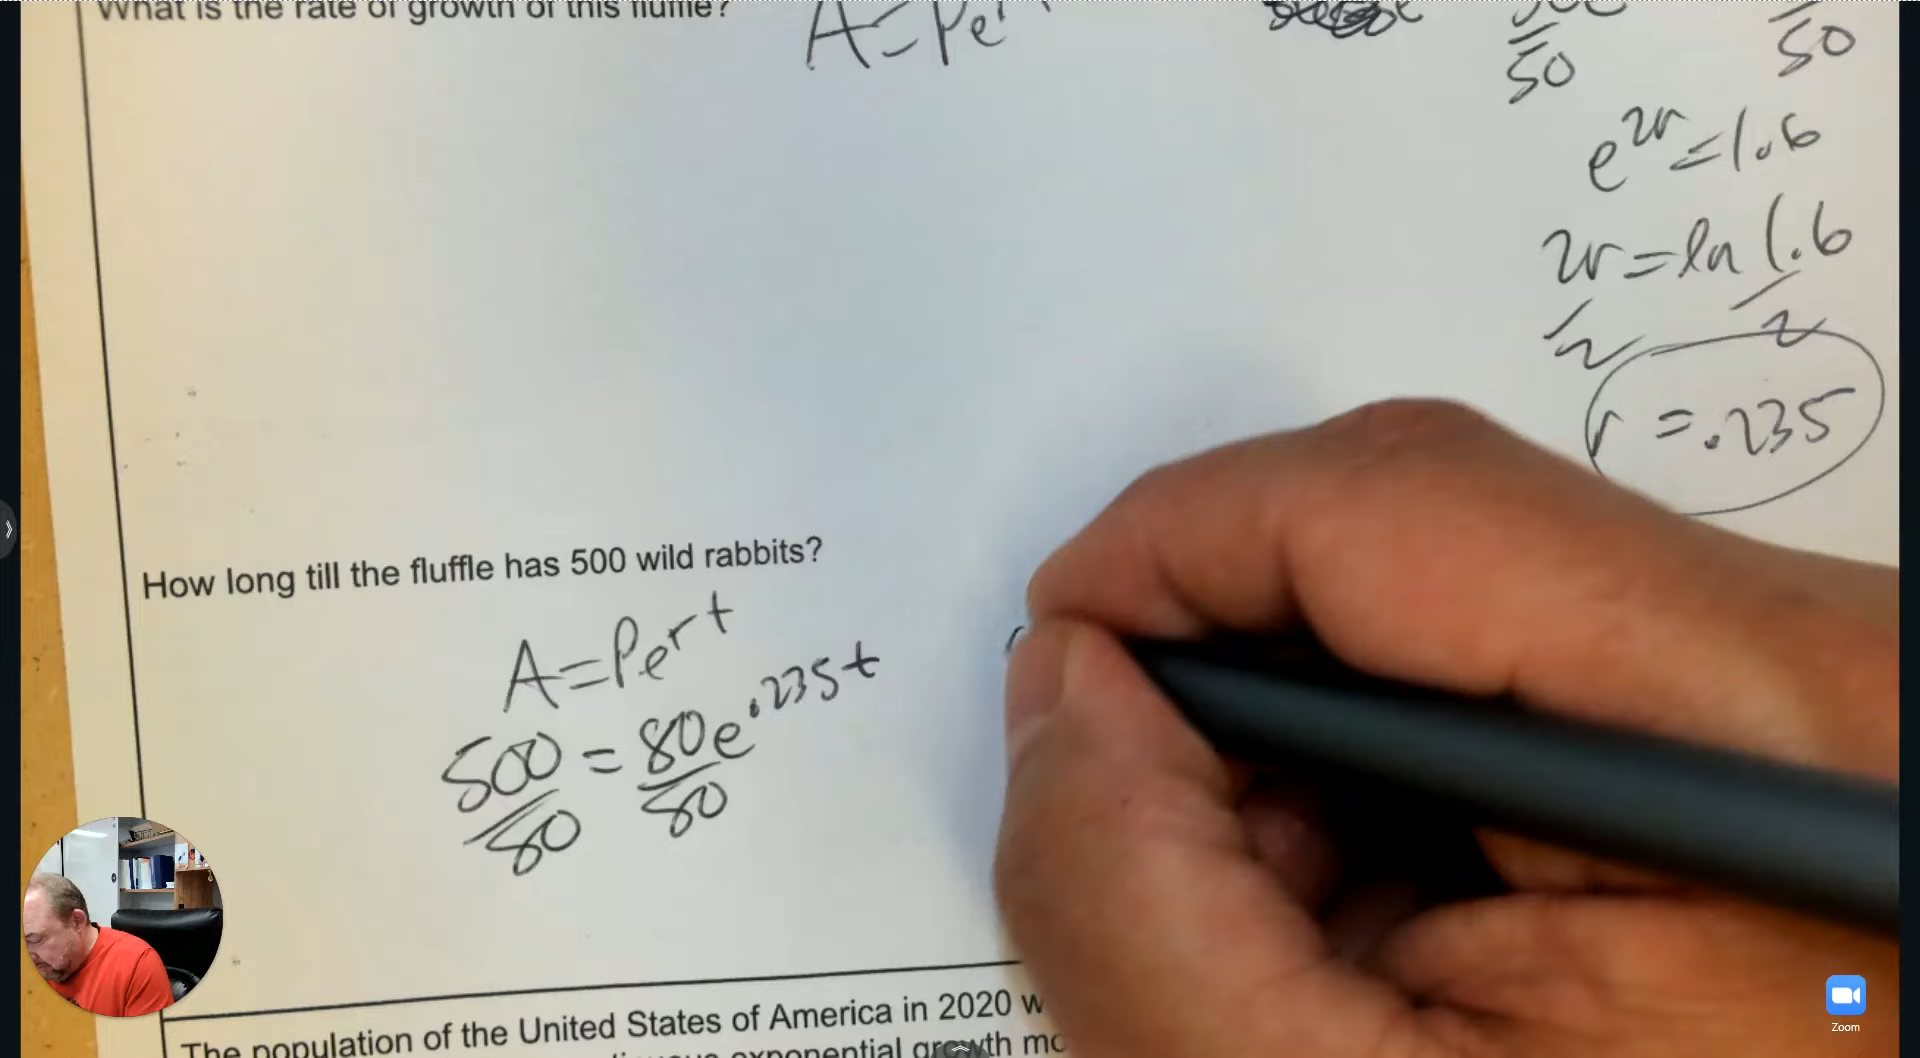 What is the rate of growth of this fluffle?
A=Pe
50
50
e^2r=1.6
2r=ln 1.6
2
2
r=.235
How long till the fluffle has 500 wild rabbits?
A=Pe^rt
500=80e^.235t
80
80
The population of the United States of America in 2020 w
exponential growth mo
Zoom